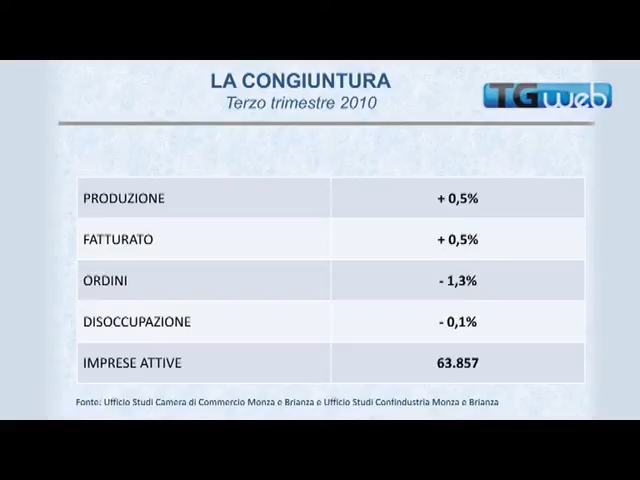 LA CONGIUNTURA
Terzo trimestre 2010
TGweb
PRODUZIONE + 0,5%
FATTURATO + 0,5%
ORDINI - 1,3%
DISOCCUPAZIONE - 0,1%
IMPRESE ATTIVE 63.857
Fonte: Ufficio Studi Camera di Commercio Monza e Brianza e Ufficio Studi Confindustria Monza e Brianza